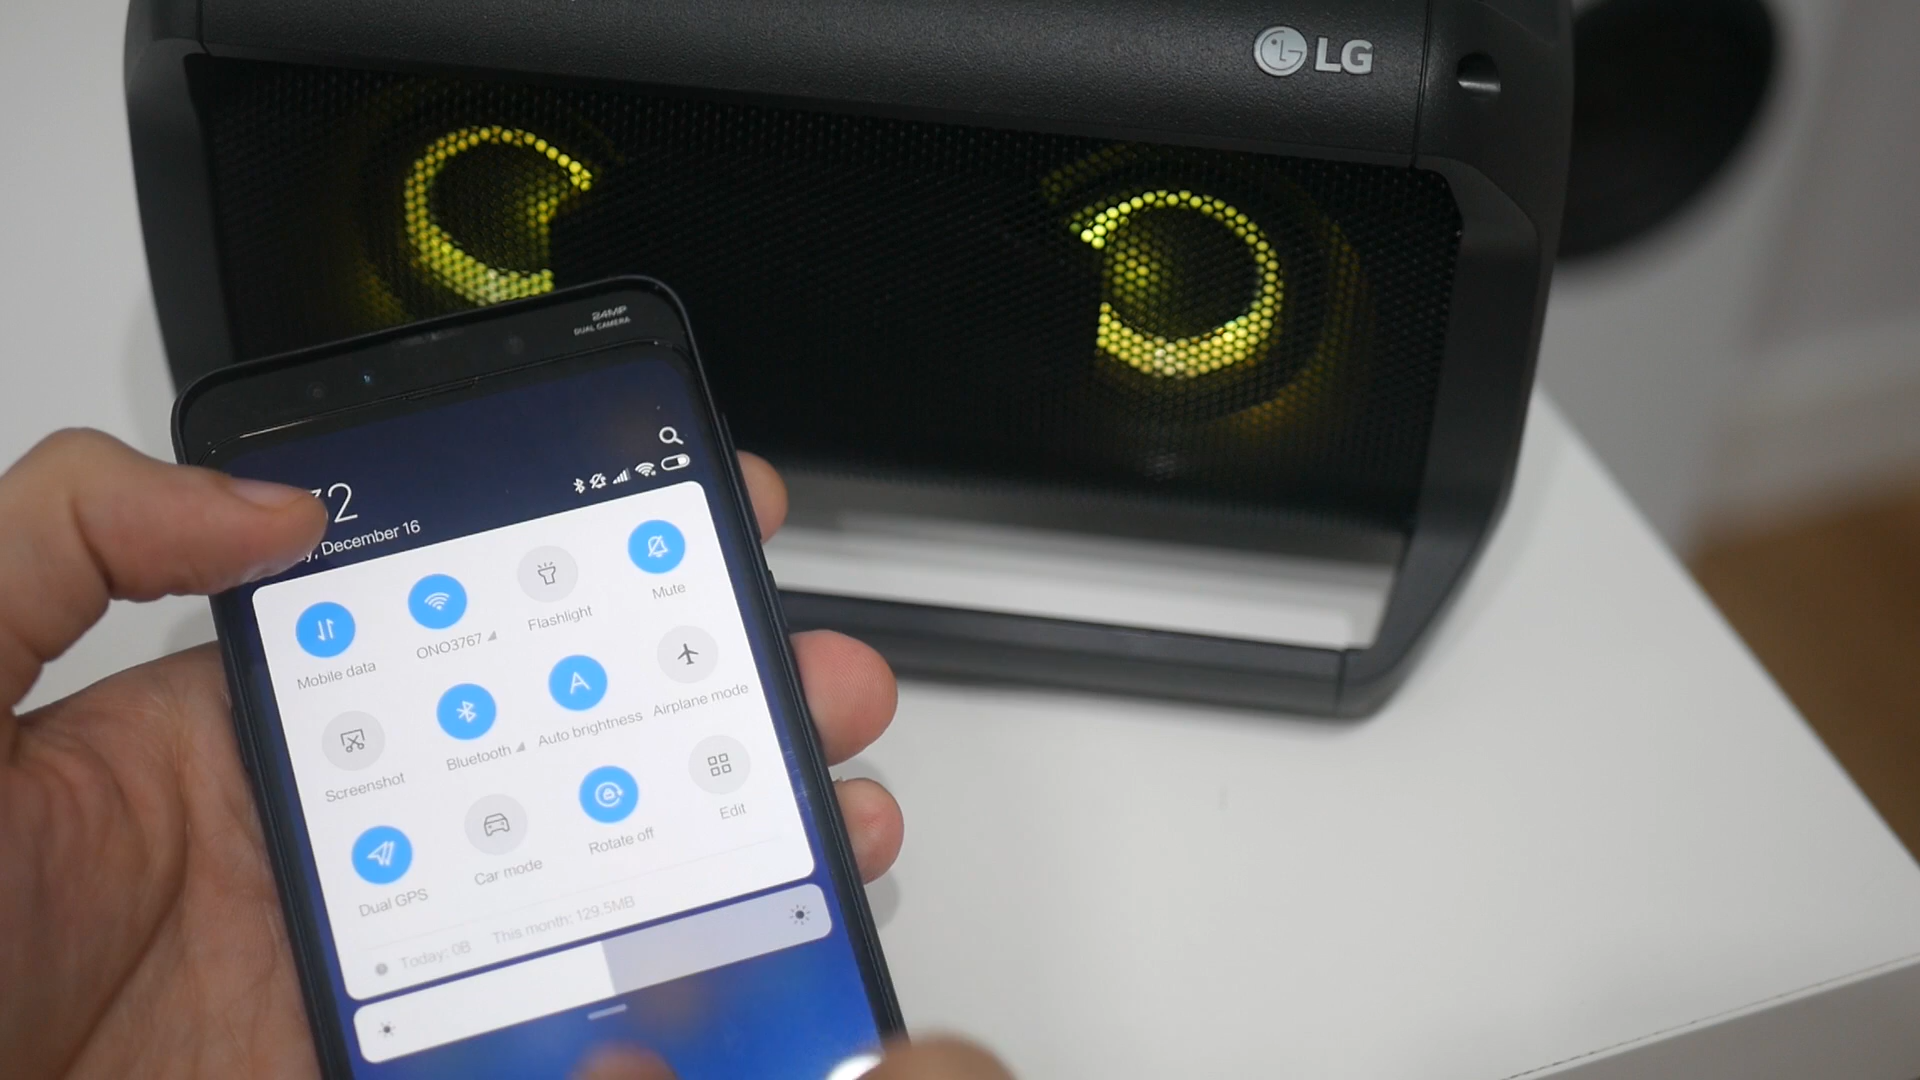 LG
24MP
DUAL CAMERA
32
y, December 16
Mobile data
ONO3767
Flashlight
Mute
Screenshot
Bluetooth
Auto brightness
Airplane mode
Dual GPS
Car mode
Rotate off
Edit
Today: 0B This month: 129.5MB